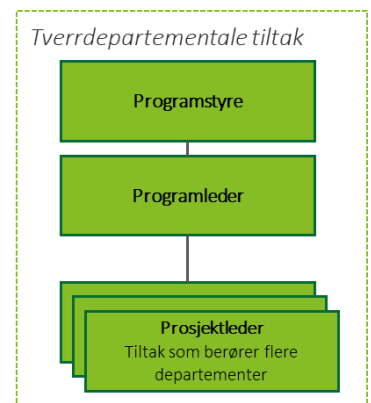 Tverrdepartementale tiltak
Programstyre
Programleder
Prosjektleder
Tiltak som berører flere
departementer